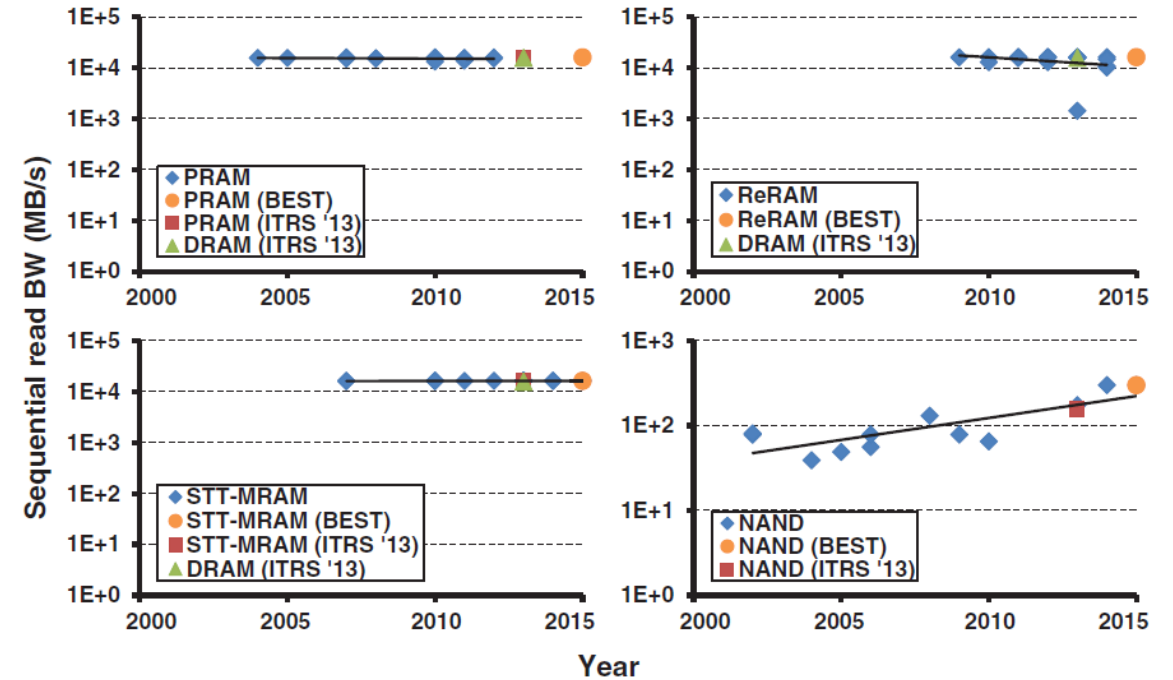 Sequential read BW (MB/s)
1E+5
1E+4
1E+3
1E+2
1E+1
1E+0
PRAM
PRAM (BEST)
PRAM (ITRS '13)
DRAM (ITRS '13)
2000 2005 2010 2015
1E+5
1E+4
1E+3
1E+2
1E+1
1E+0
ReRAM
ReRAM (BEST)
DRAM (ITRS '13)
2000 2005 2010 2015
1E+5
1E+4
1E+3
1E+2
1E+1
1E+0
STT-MRAM
STT-MRAM (BEST)
STT-MRAM (ITRS '13)
DRAM (ITRS '13)
2000 2005 2010 2015
1E+3
1E+2
1E+1
1E+0
NAND
NAND (BEST)
NAND (ITRS '13)
2000 2005 2010 2015
Year